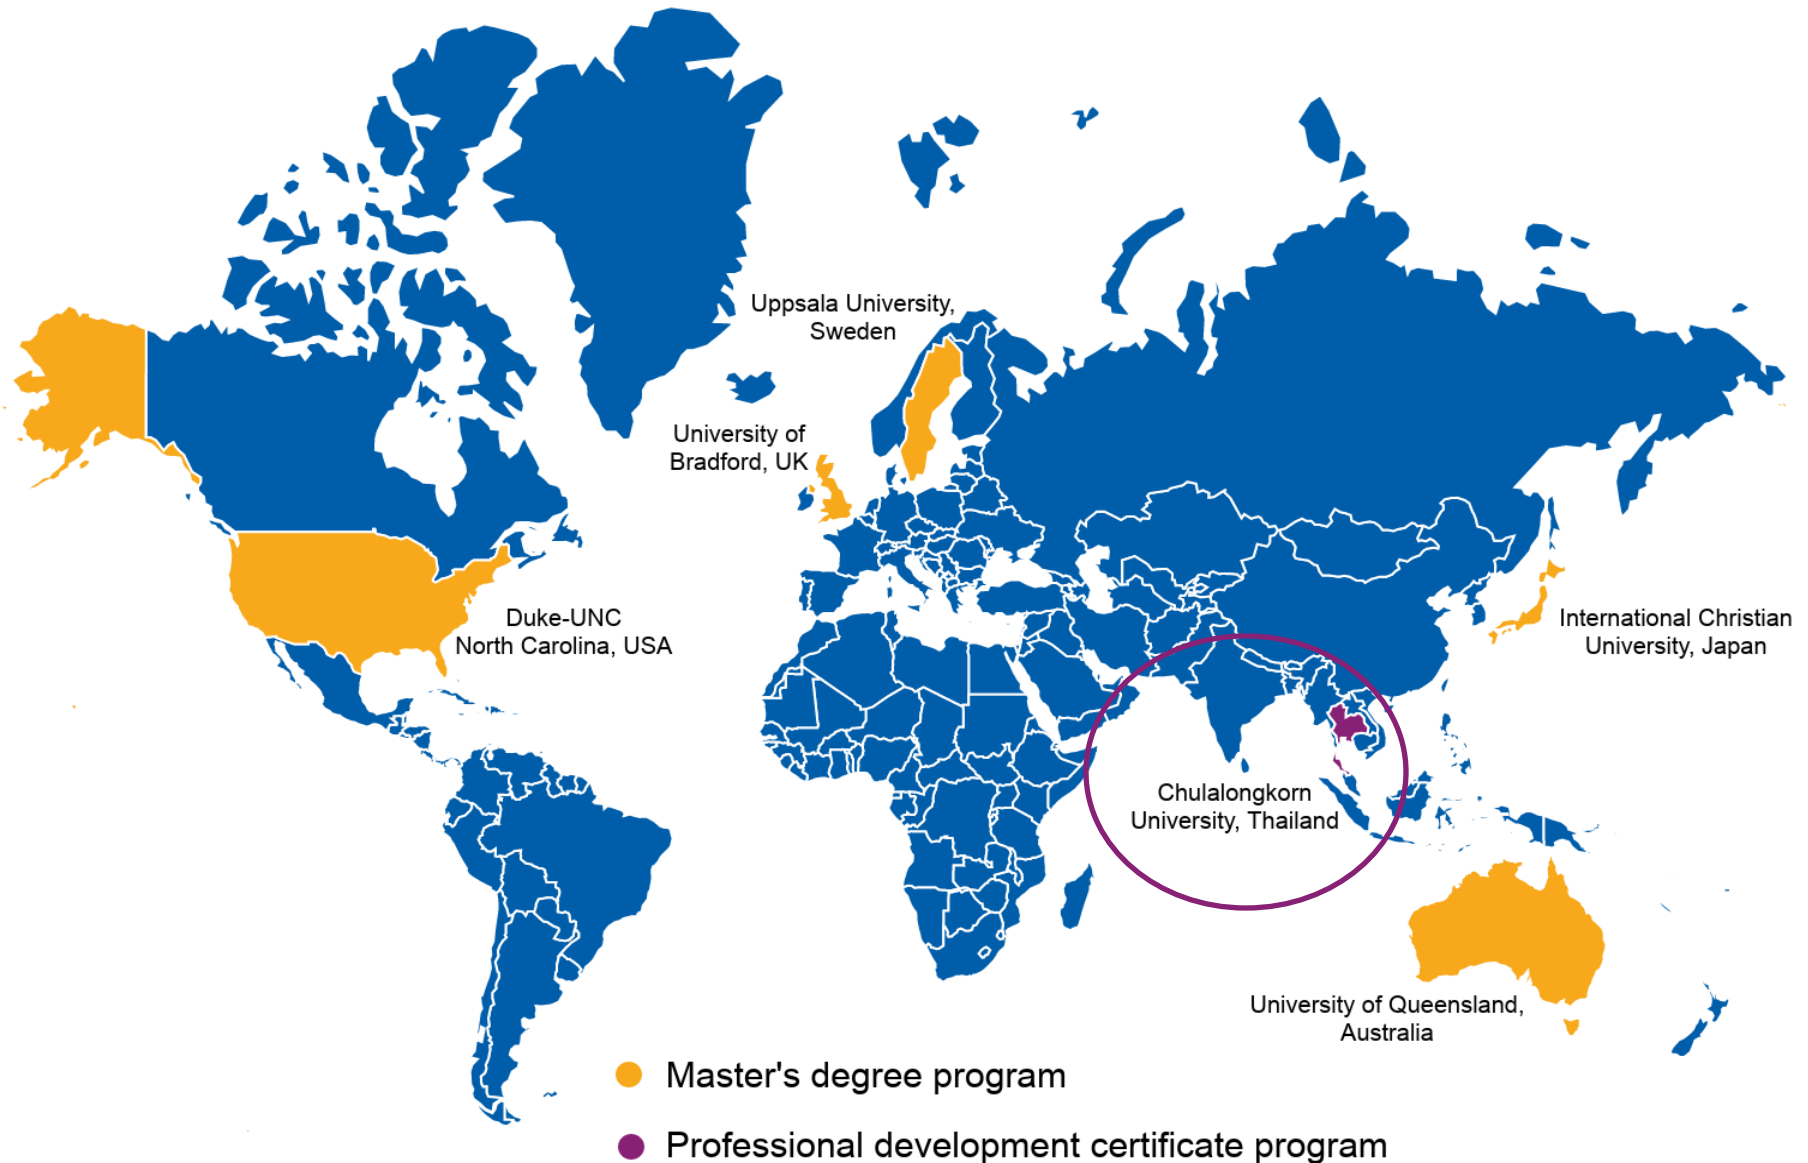 Uppsala University,
Sweden
University of
Bradford, UK
Duke-UNC
North Carolina, USA
International Christian
University, Japan
Chulalongkorn
University, Thailand
University of Queensland,
Australia
Master's degree program
Professional development certificate program